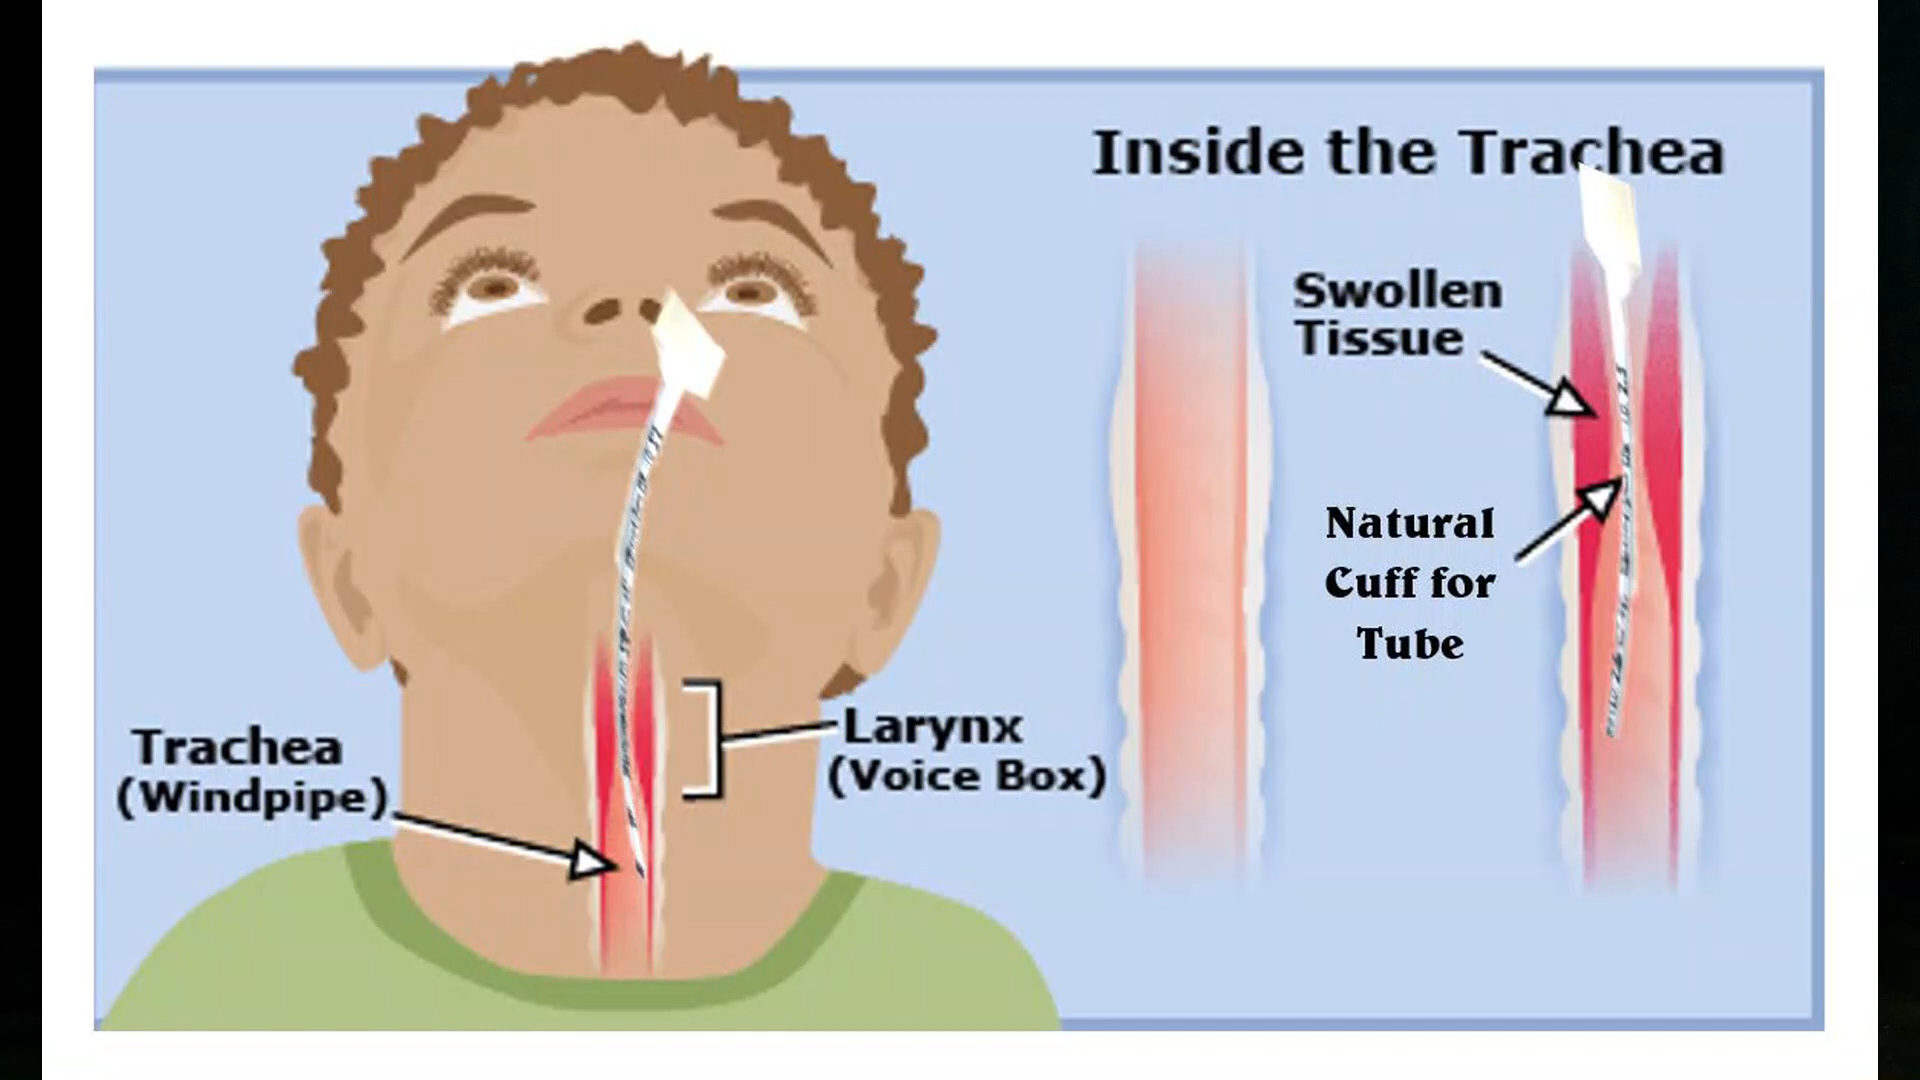 Inside the Trachea
Swollen
Tissue
Natural
Cuff for
Tube
Trachea
(Windpipe)
Larynx
(Voice Box)